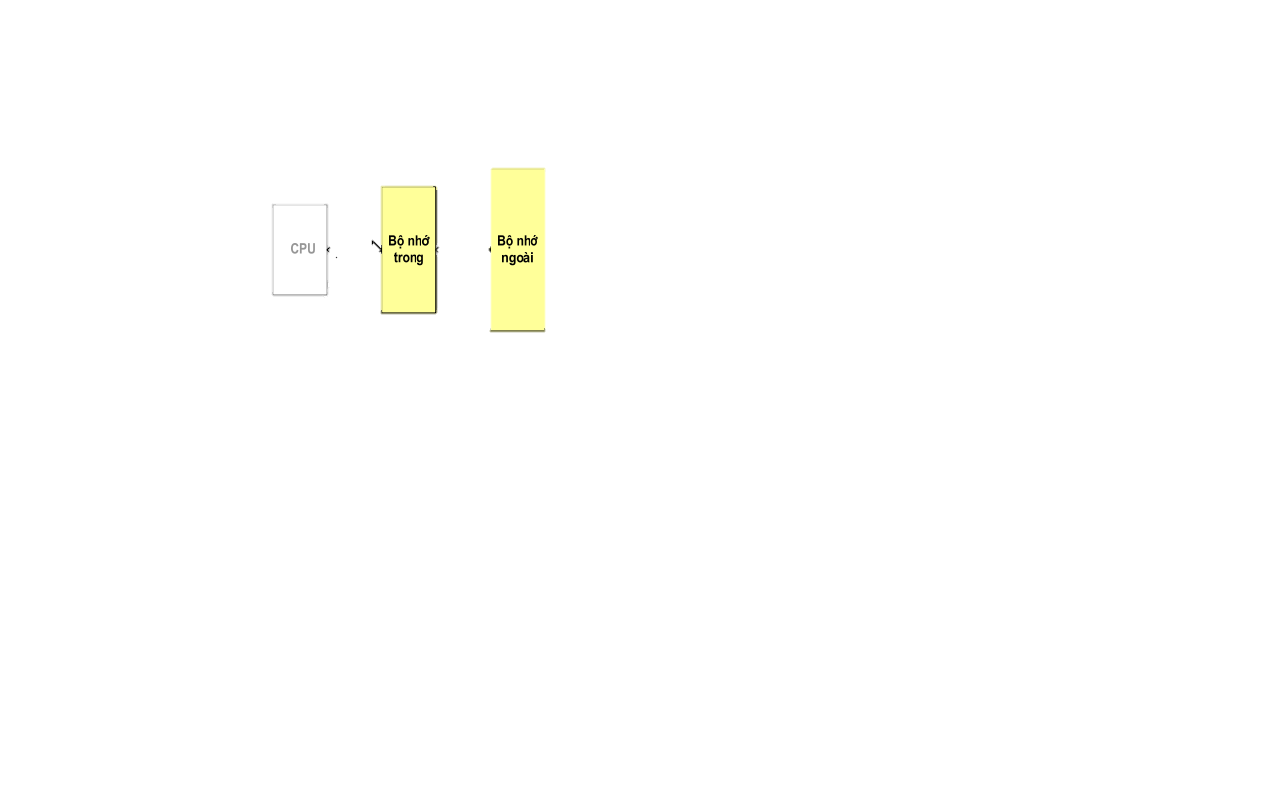 CPU
Bộ nhớ
trong
Bộ nhớ
ngoài